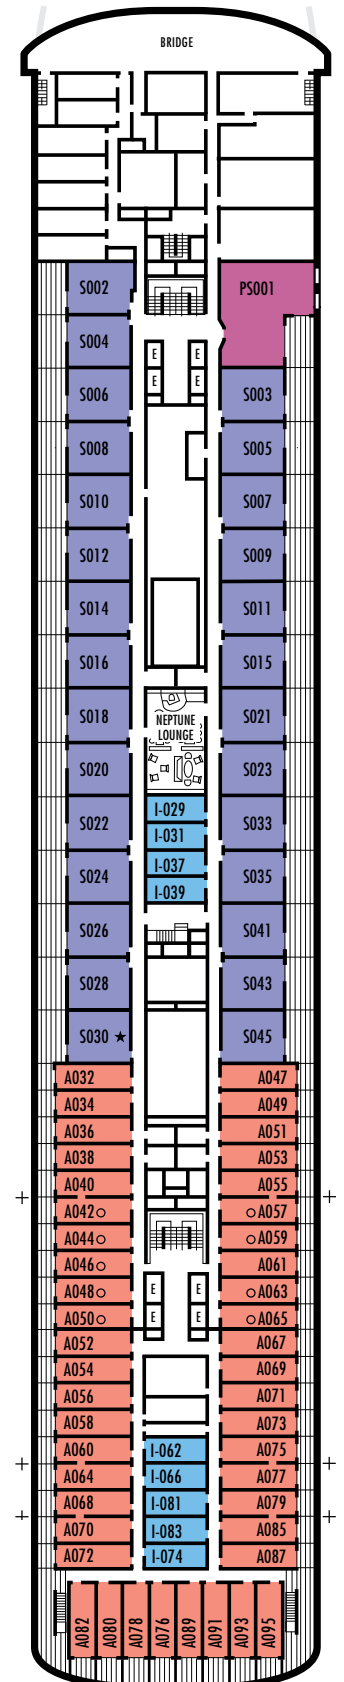 BRIDGE
S002 PS001
S004
E E
E E
S006 S003
S008 S005
S010 S007
S012 S009
S014 S011
S016 S015
S018 S021
NEPTUNE
LOUNGE
S020 S023
I-029
S022 S033
I-031
I-037
S024 S035
I-039
S026 S041
S028 S043
S030 ★ S045
A032 A047
A034 A049
A036 A051
A038 A053
A040 A055
A042○ ○A057
A044○ ○A059
A046○ A061
A048○ E E ○A063
A050○ E E ○A065
A052 A067
A054 A069
A056 A071
A058 A073
A060 I-062 A075
A064 I-066 A077
A068 I-081 A079
A070 I-083 A085
A072 I-074 A087
A082 A080 A078 A076 A089 A091 A093 A095